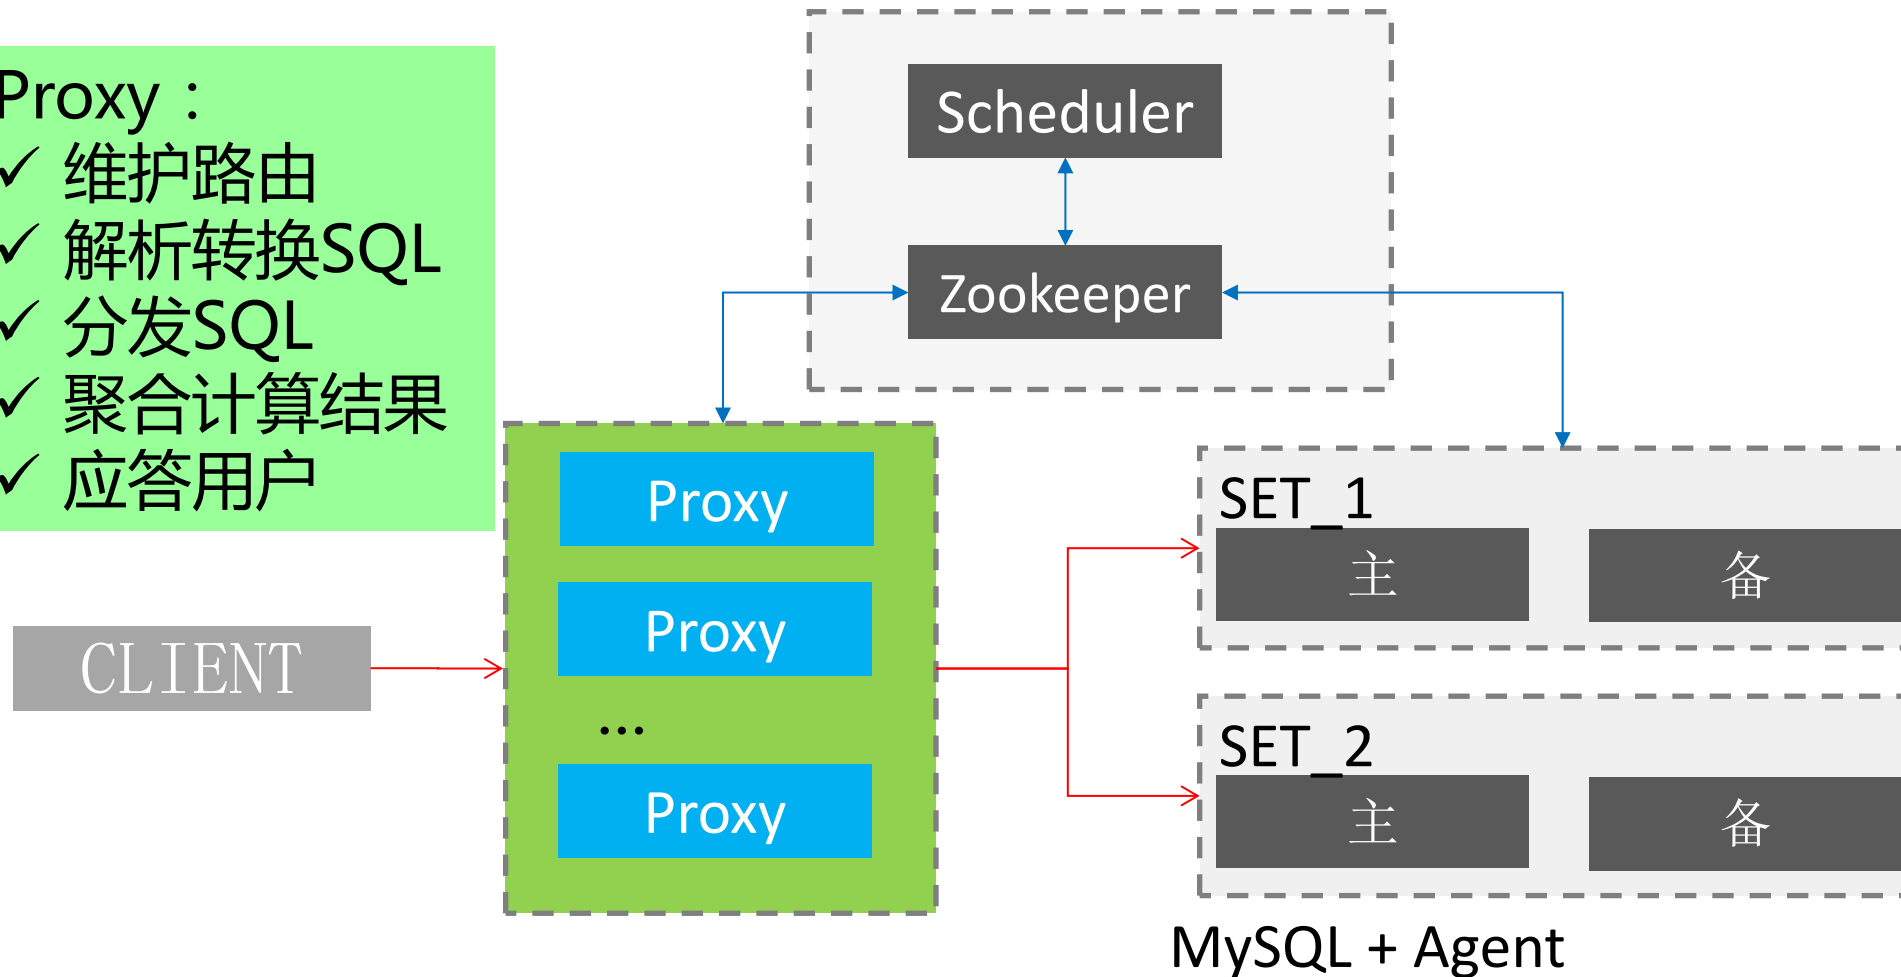 Proxy：
✓ 维护路由
✓ 解析转换SQL
✓ 分发SQL
✓ 聚合计算结果
✓ 应答用户
Scheduler
Zookeeper
CLIENT
Proxy
Proxy
...
Proxy
SET_1
主
备
SET_2
主
备
MySQL + Agent